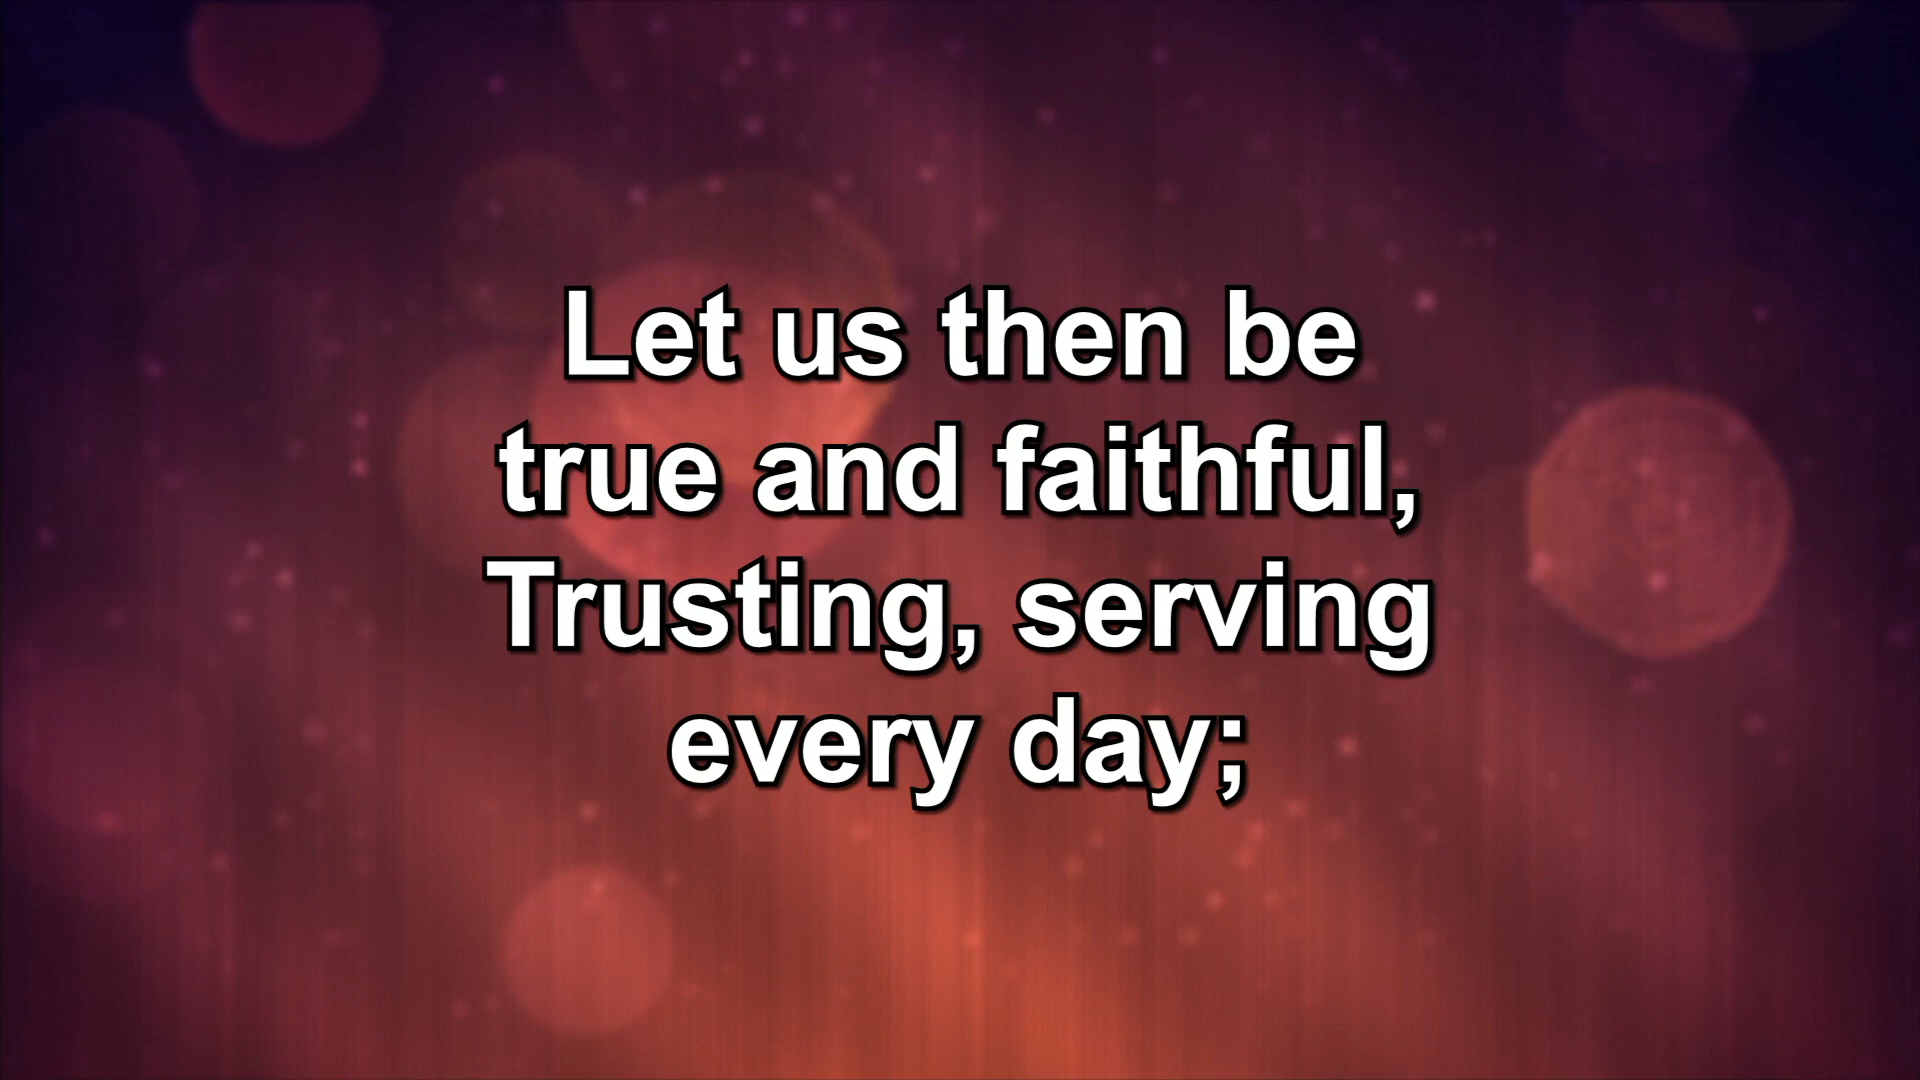 Let us then be
true and faithful,
Trusting, serving
every day;